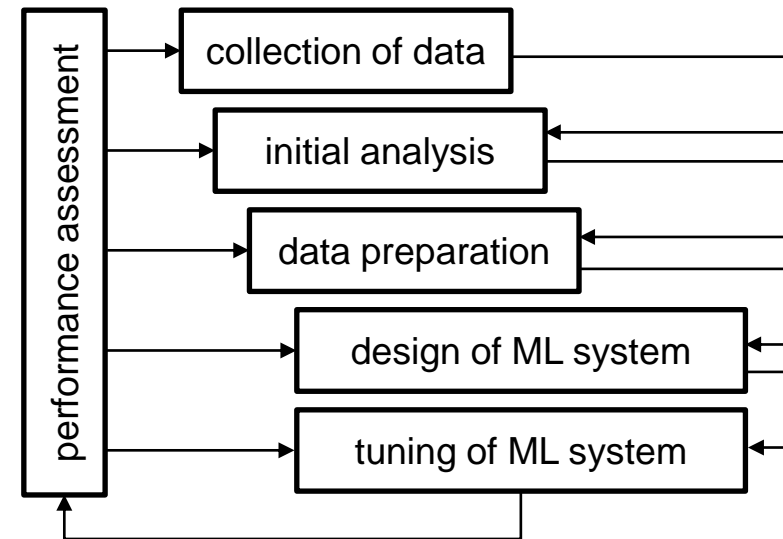 performance assessment
collection of data
initial analysis
data preparation
design of ML system
tuning of ML system